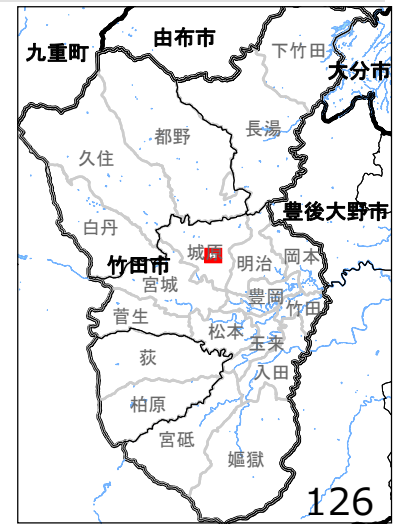 由布市
九重町
下竹田
大分市
都野
長湯
久住
豊後大野市
白丹
城原
明治
岡本
竹田市
宮城
豊岡
竹田
菅生
松本
玉来
荻
入田
柏原
宮砥
嫗獄
126